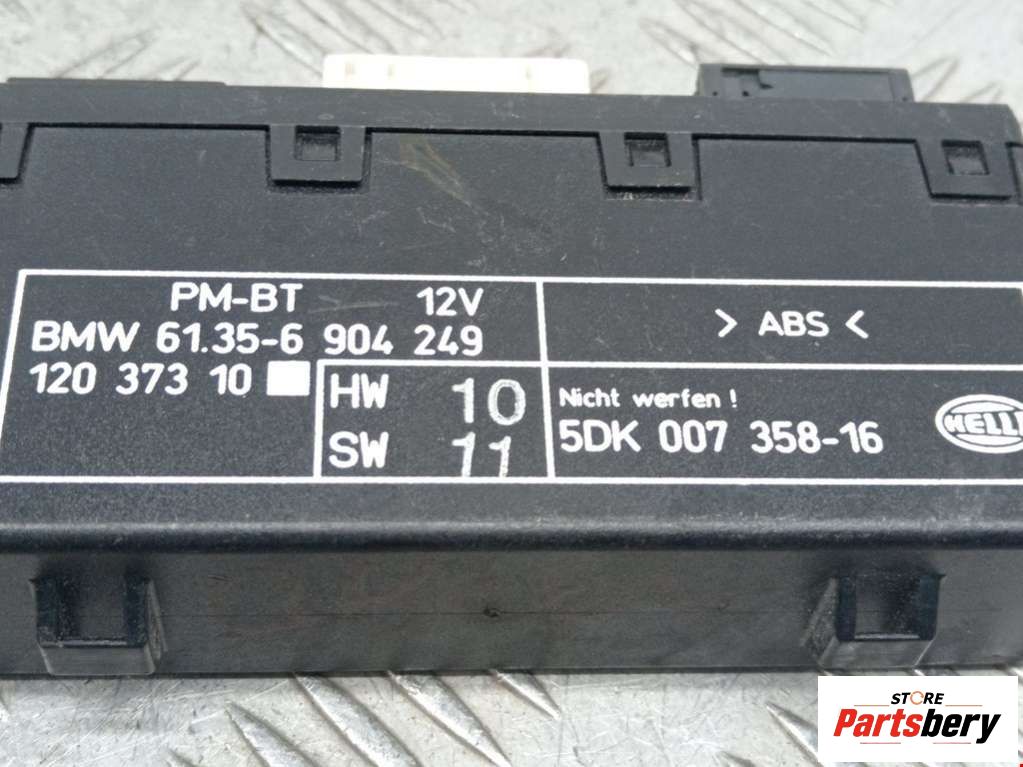 PM-BT 12V
BMW 61.35-6 904 249
120 373 10
HW 10
SW 11
> ABS <
Nicht werfen !
5DK 007 358-16
STORE
Partsbery